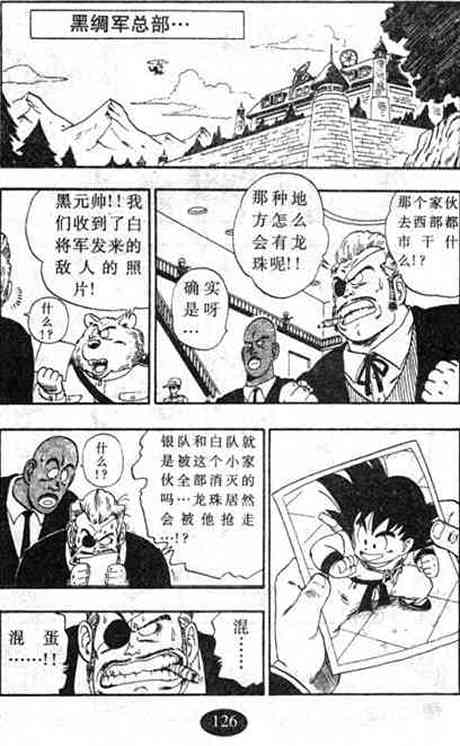 黑绸军总部…
那个家伙
去西部都
市干什
么!?
那种地
方怎么
会有龙
珠呢!!
确实
是呀
…
黑元帅!!我
们收到了白
将军发来的
敌人的照
片!
什么!?
银队和白队就
是被这个小家
伙全部消灭的
吗…龙珠居然
会被他抢走
…!?
什么!?
混……
混蛋
……!!
126